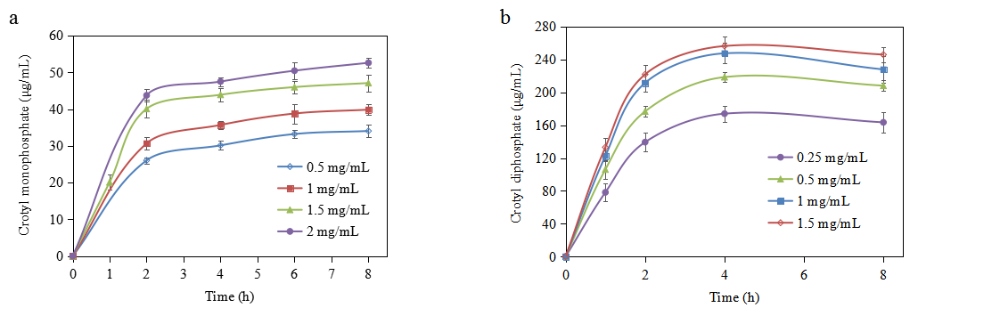 a
60
50
40
30
20
10
0
Crotyl monophosphate (µg/mL)
0 1 2 3 4 5 6 7 8
Time (h)
0.5 mg/mL
1 mg/mL
1.5 mg/mL
2 mg/mL
b
280
240
200
160
120
80
40
0
Crotyl diphosphate (µg/mL)
0 2 4 6 8
Time (h)
0.25 mg/mL
0.5 mg/mL
1 mg/mL
1.5 mg/mL